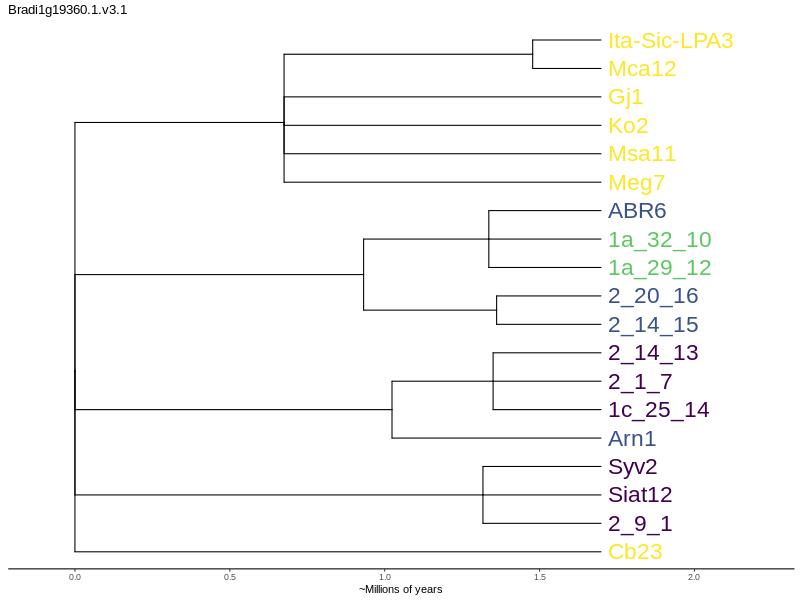 Bradi1g19360.1.v3.1
Ita-Sic-LPA3
Mca12
Gj1
Ko2
Msa11
Meg7
ABR6
1a_32_10
1a_29_12
2_20_16
2_14_15
2_14_13
2_1_7
1c_25_14
Arn1
Syv2
Siat12
2_9_1
Cb23
0.0 0.5 1.0 1.5 2.0
~Millions of years